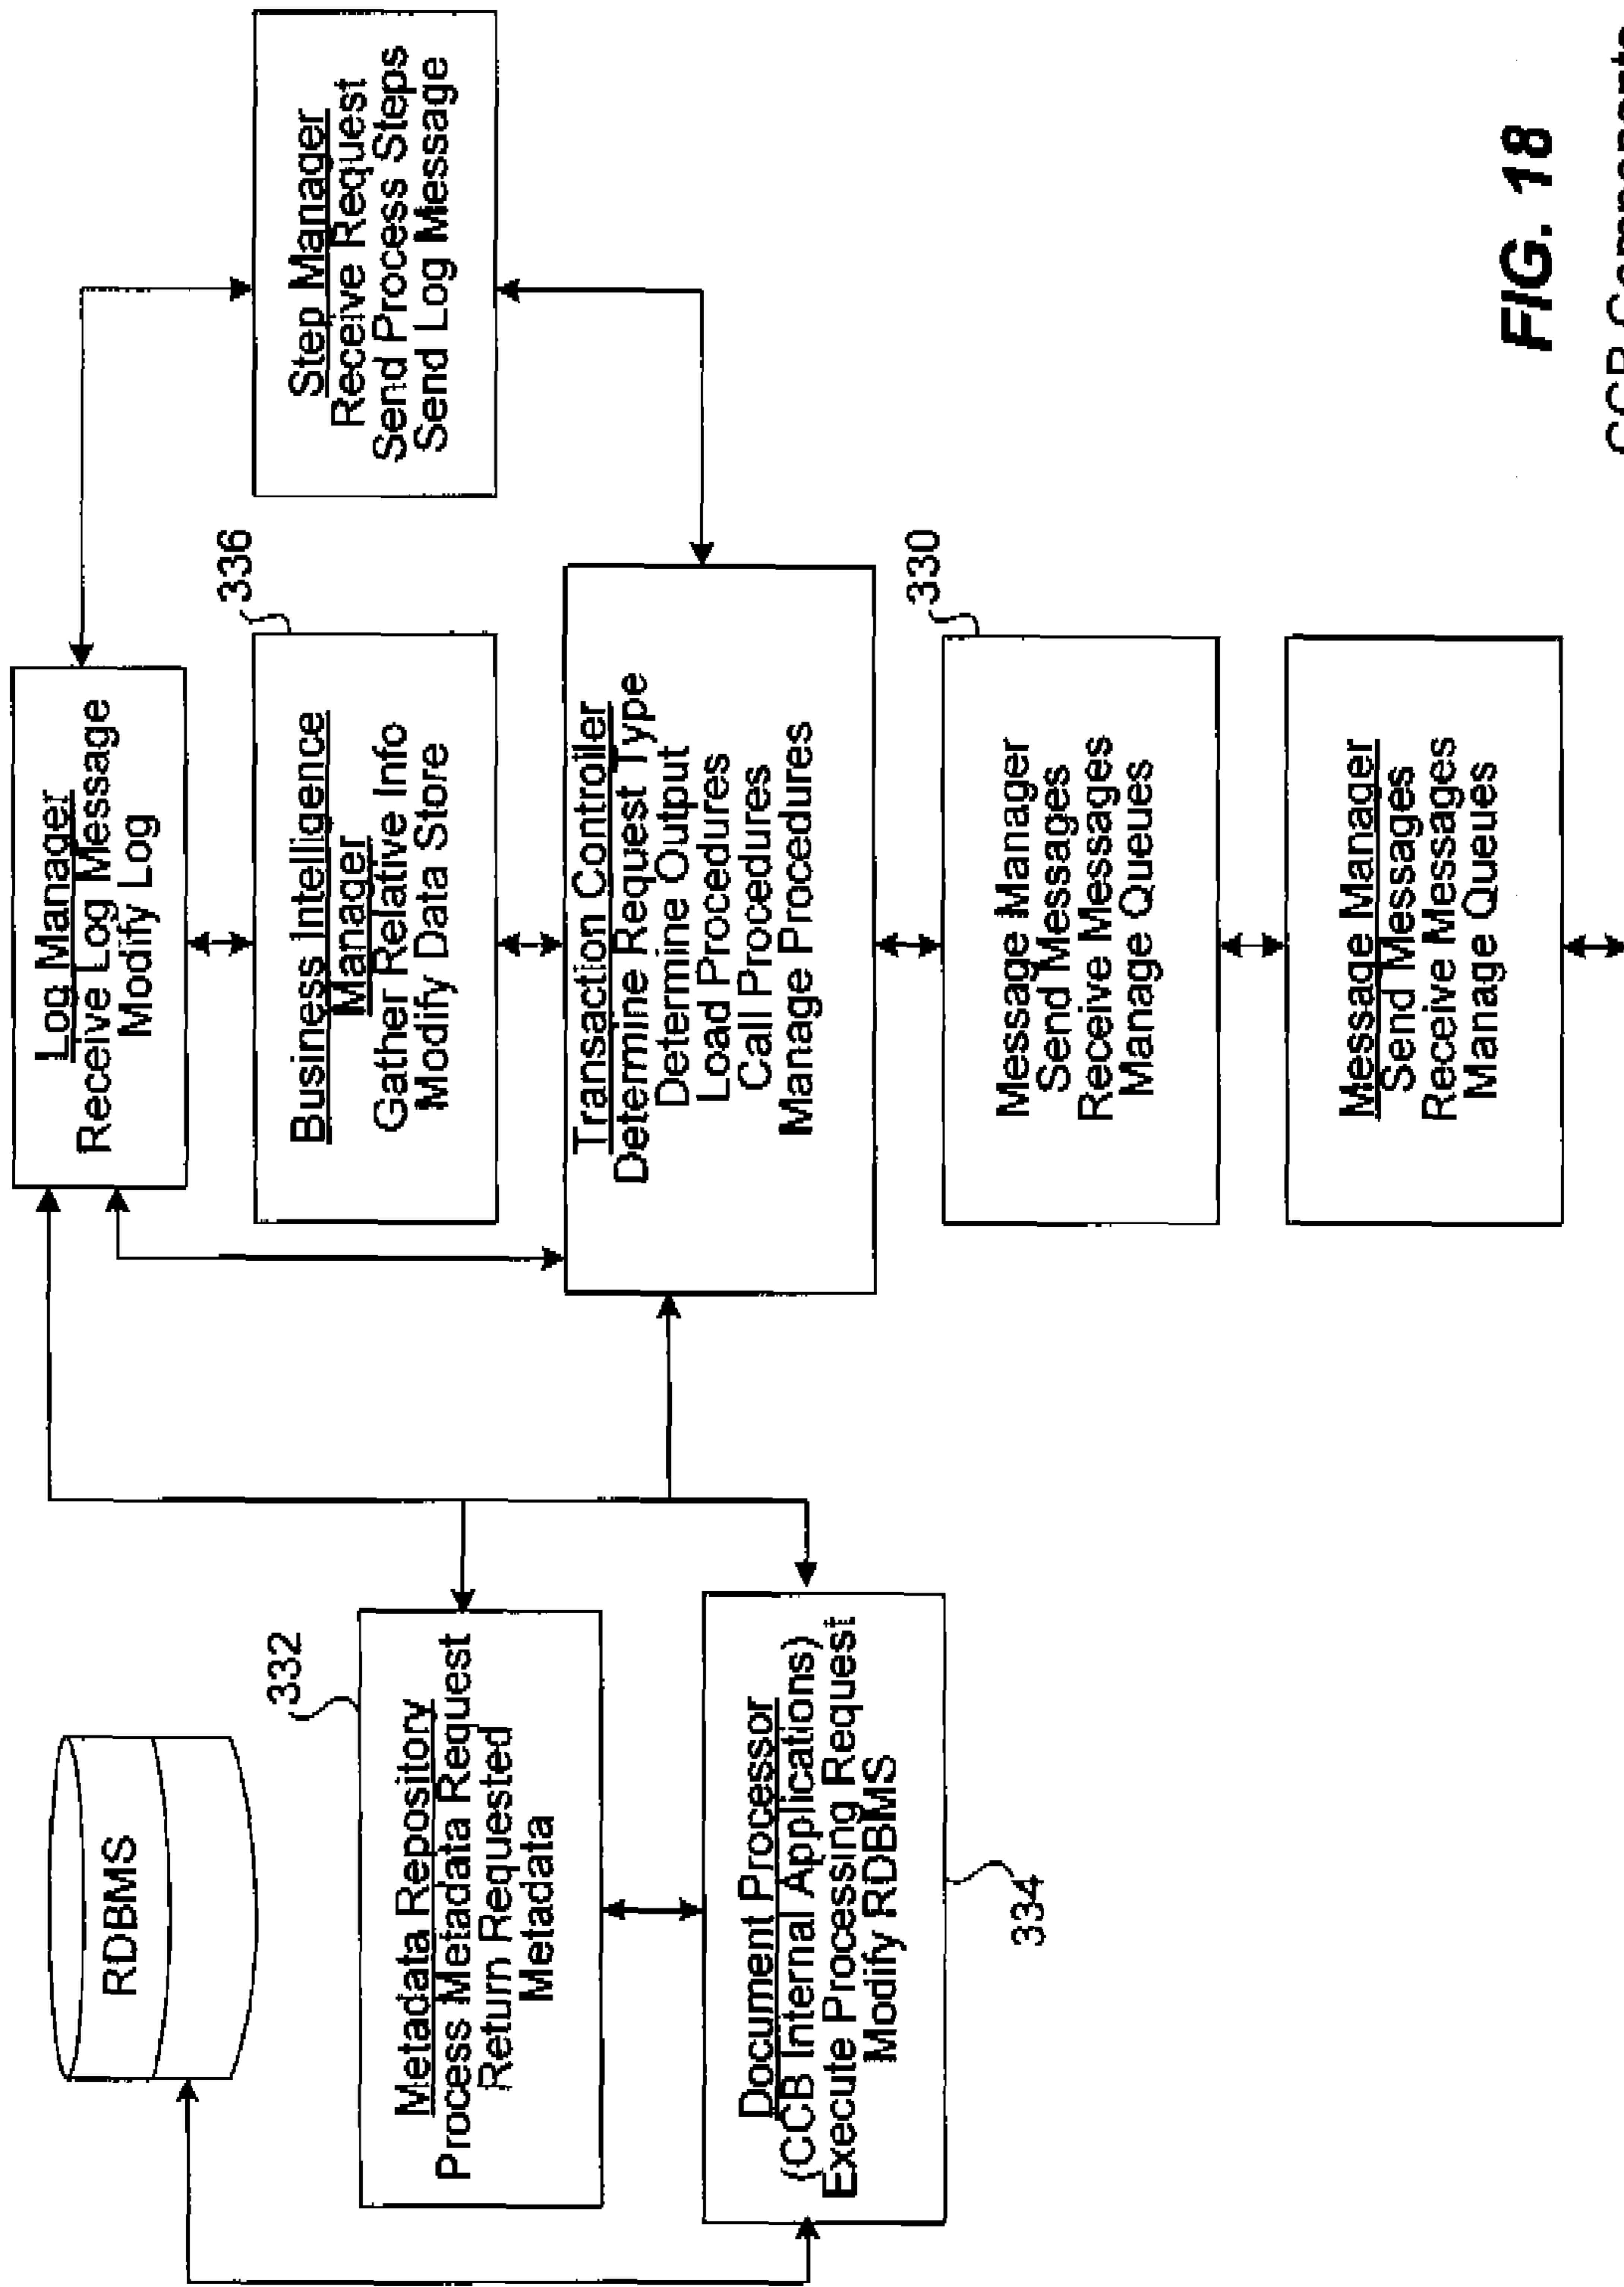 RDBMS
332
Metadata Repository
Process Metadata Request
Return Requested
Metadata
Document Processor
(CCB Internal Applications)
Execute Processing Request
Modify RDBMS
334
Log Manager
Receive Log Message
Modify Log
336
Business Intelligence
Manager
Gather Relative Info
Modify Data Store
Transaction Controller
Determine Request Type
Determine Output
Load Procedures
Call Procedures
Manage Procedures
330
Message Manager
Send Messages
Receive Messages
Manage Queues
Message Manager
Send Messages
Receive Messages
Manage Queues
Step Manager
Receive Request
Send Process Steps
Send Log Message
FIG. 18